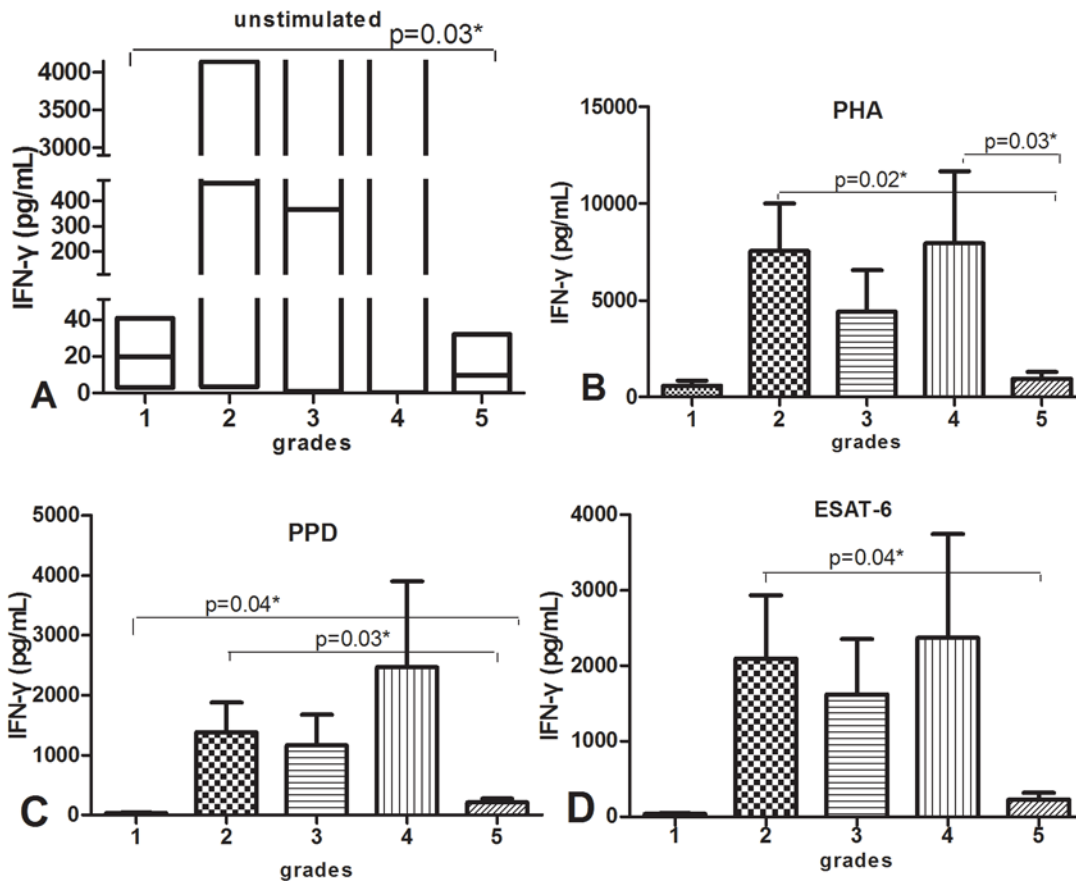 unstimulated
p=0.03*
IFN-γ (pg/mL)
4000
3500
3000
400
300
200
40
20
0
A
1 2 3 4 5
grades
PHA
p=0.03*
p=0.02*
IFN-γ (pg/mL)
15000
10000
5000
0
B
1 2 3 4 5
grades
PPD
p=0.04*
p=0.03*
IFN-γ (pg/mL)
5000
4000
3000
2000
1000
0
C
1 2 3 4 5
grades
ESAT-6
p=0.04*
IFN-γ (pg/mL)
4000
3000
2000
1000
0
D
1 2 3 4 5
grades